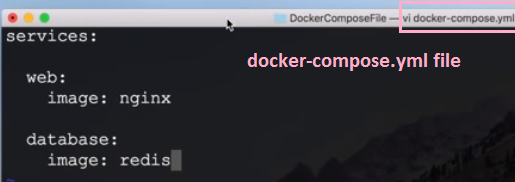 DockerComposeFile — vi docker-compose.yml
services:
docker-compose.yml file
web:
image: nginx
database:
image: redis
~